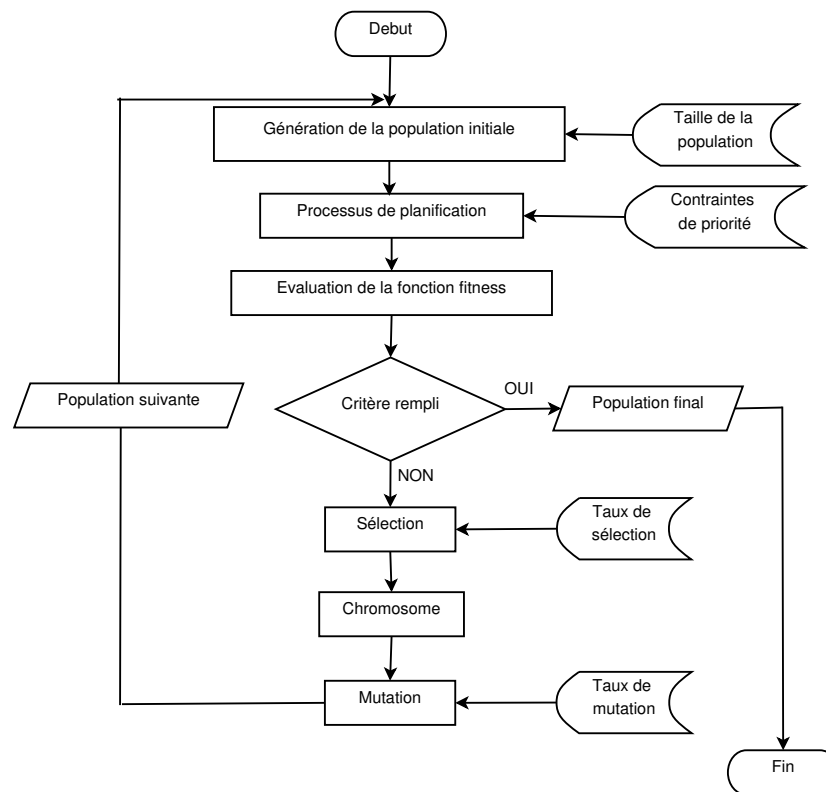 Debut
Génération de la population initiale
Taille de la
population
Processus de planification
Contraintes
de priorité
Evaluation de la fonction fitness
Population suivante
Critère rempli
OUI
Population final
NON
Sélection
Taux de
sélection
Chromosome
Mutation
Taux de
mutation
Fin